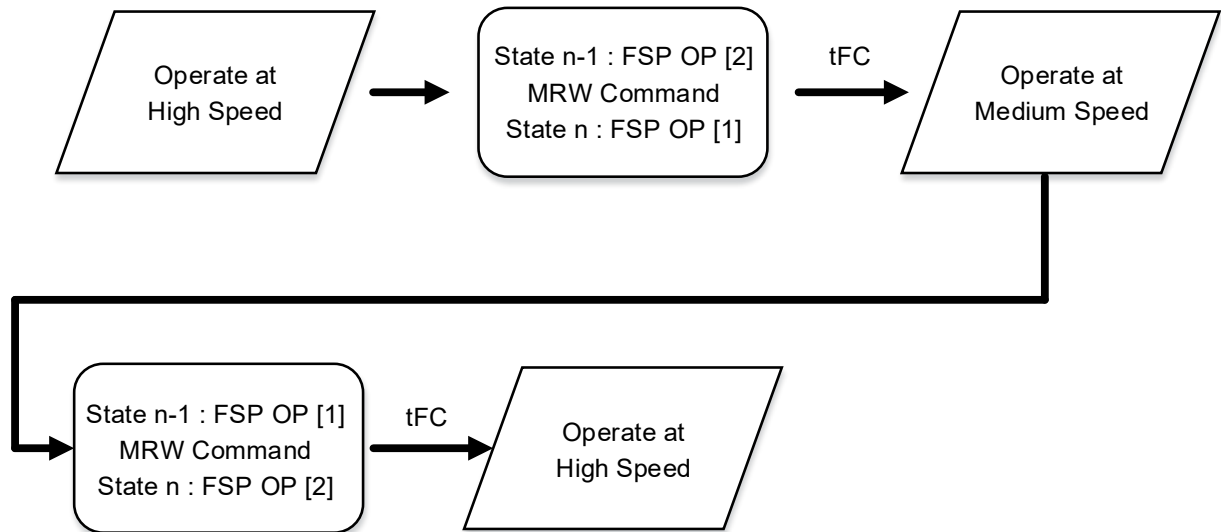 Operate at
High Speed
State n-1 : FSP OP [2]
MRW Command
State n : FSP OP [1]
tFC
Operate at
Medium Speed
State n-1 : FSP OP [1]
MRW Command
State n : FSP OP [2]
tFC
Operate at
High Speed